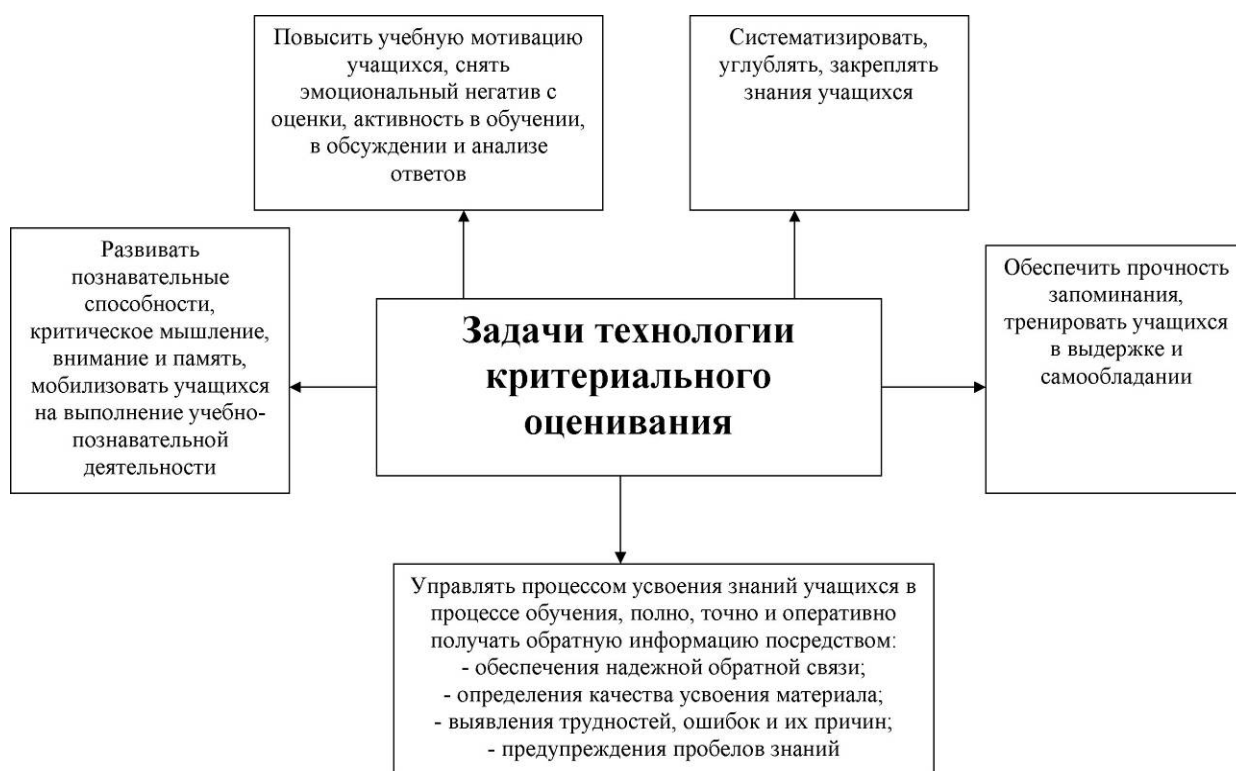 Повысить учебную мотивацию
учащихся, снять
эмоциональный негатив с
оценки, активность в обучении,
в обсуждении и анализе
ответов
Систематизировать,
углублять, закреплять
знания учащихся
Развивать
познавательные
способности,
критическое мышление,
внимание и память,
мобилизовать учащихся
на выполнение учебно-
познавательной
деятельности
Задачи технологии
критериального
оценивания
Обеспечить прочность
запоминания,
тренировать учащихся
в выдержке и
самообладании
Управлять процессом усвоения знаний учащихся в
процессе обучения, полно, точно и оперативно
получать обратную информацию посредством:
- обеспечения надежной обратной связи;
- определения качества усвоения материала;
- выявления трудностей, ошибок и их причин;
- предупреждения пробелов знаний